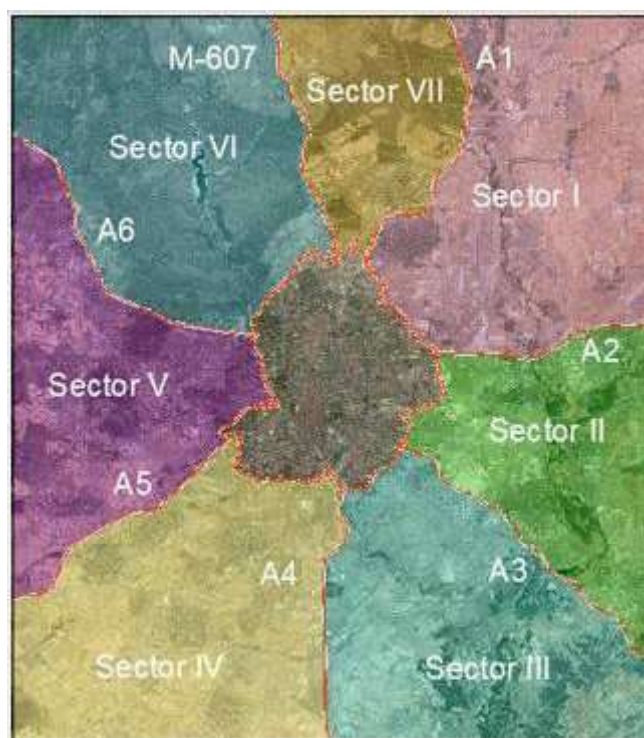 M-607
A1
Sector VII
Sector VI
Sector I
A6
A2
Sector V
Sector II
A5
A4
A3
Sector IV
Sector III